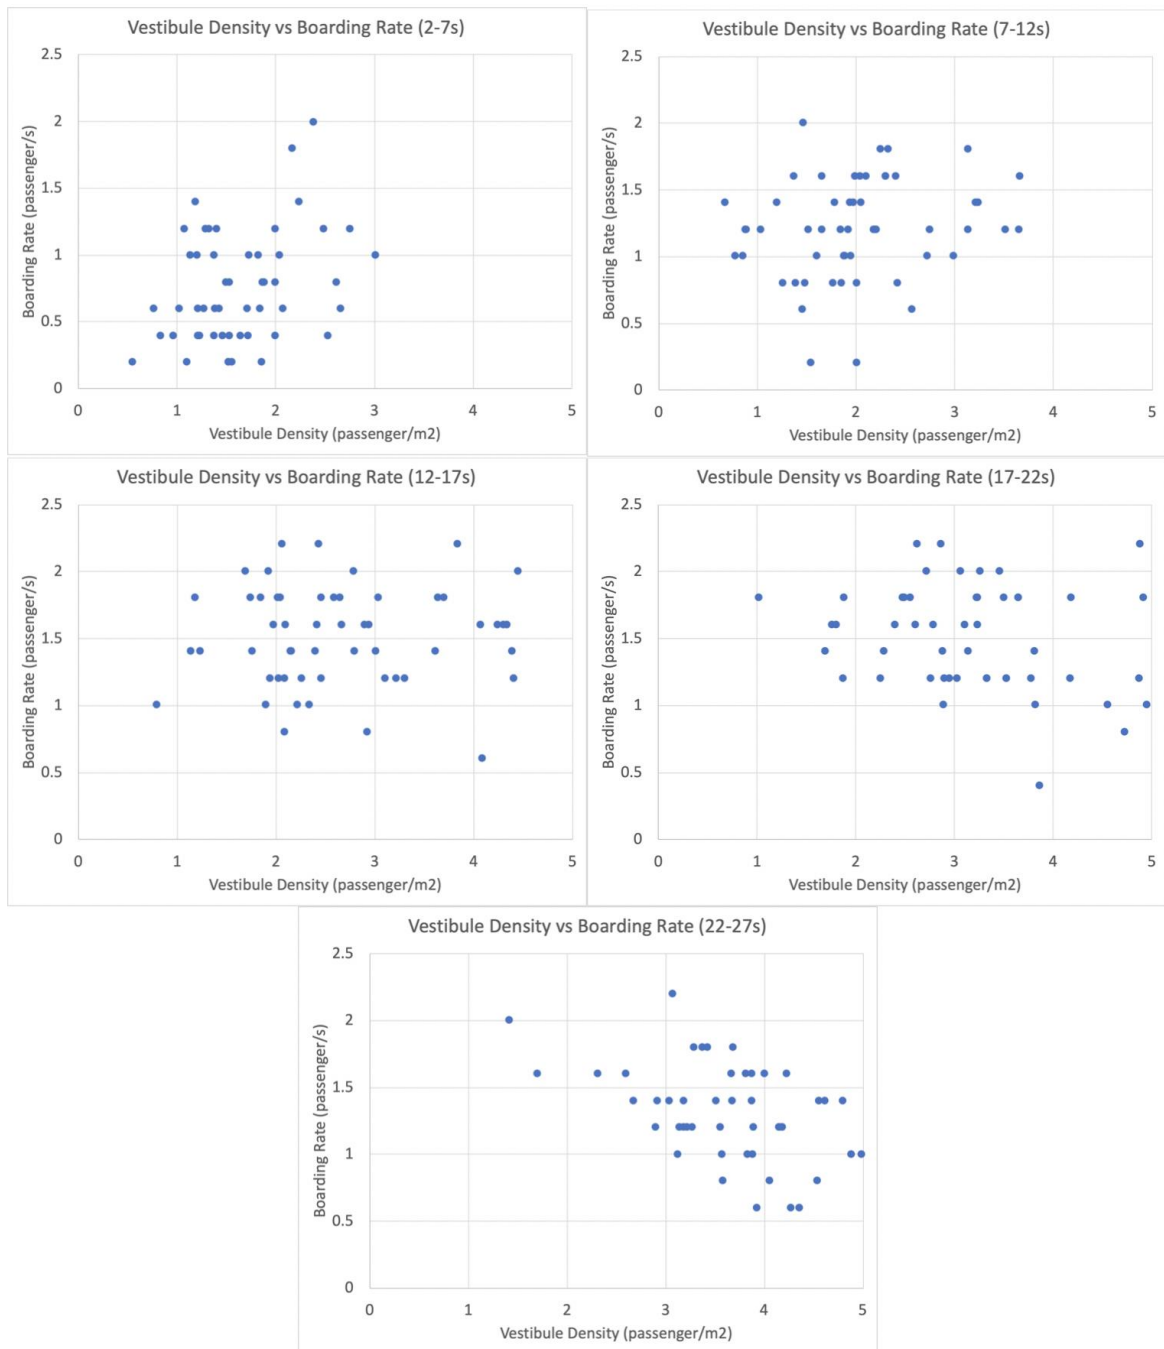 Vestibule Density vs Boarding Rate (2-7s)
2.5
2
1.5
1
0.5
0
Boarding Rate (passenger/s)
0 1 2 3 4 5
Vestibule Density (passenger/m2)
Vestibule Density vs Boarding Rate (7-12s)
2.5
2
1.5
1
0.5
0
Boarding Rate (passenger/s)
0 1 2 3 4 5
Vestibule Density (passenger/m2)
Vestibule Density vs Boarding Rate (12-17s)
2.5
2
1.5
1
0.5
0
Boarding Rate (passenger/s)
0 1 2 3 4 5
Vestibule Density (passenger/m2)
Vestibule Density vs Boarding Rate (17-22s)
2.5
2
1.5
1
0.5
0
Boarding Rate (passenger/s)
0 1 2 3 4 5
Vestibule Density (passenger/m2)
Vestibule Density vs Boarding Rate (22-27s)
2.5
2
1.5
1
0.5
0
Boarding Rate (passenger/s)
0 1 2 3 4 5
Vestibule Density (passenger/m2)